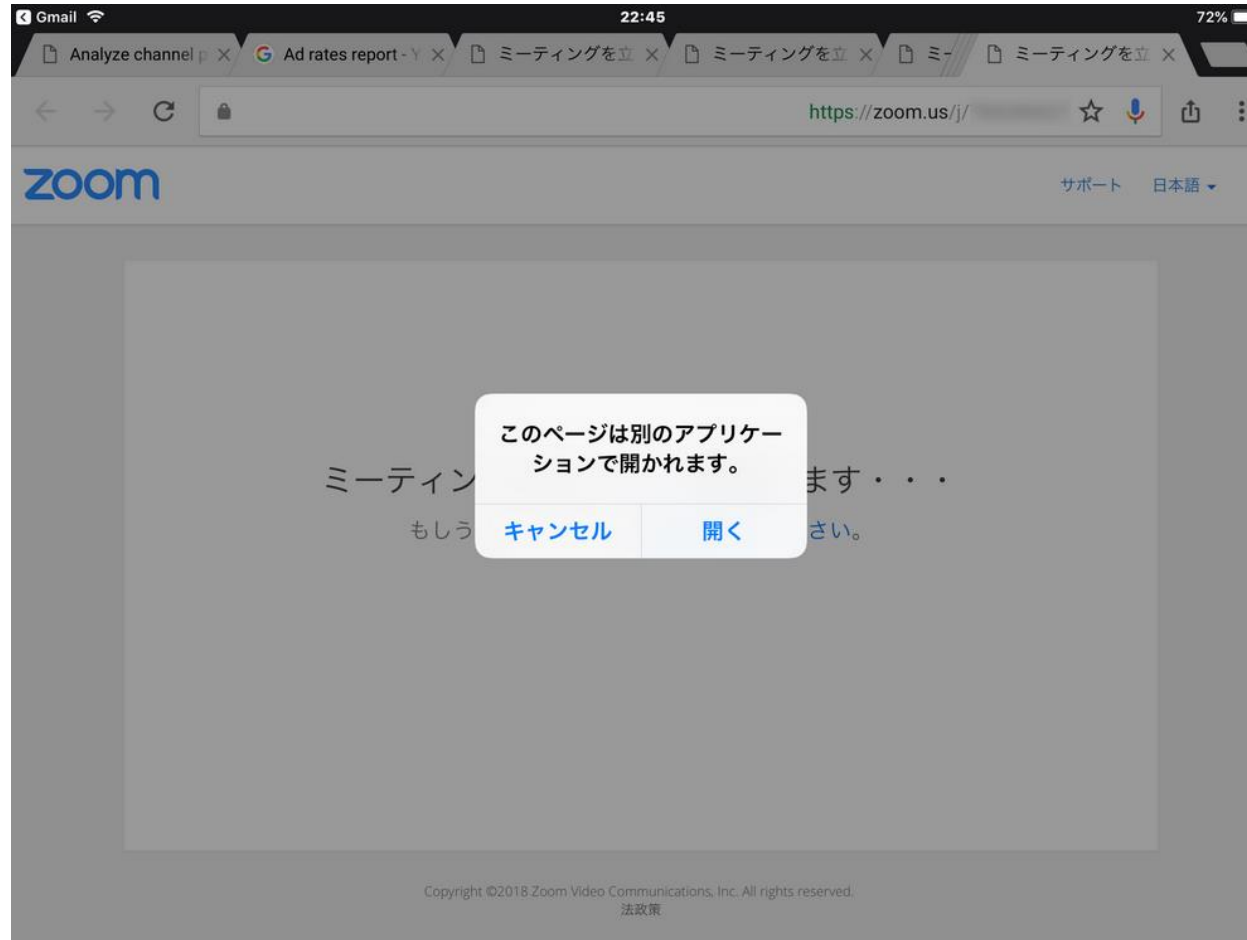 Gmail
22:45
72%
Analyze channel p
Ad rates report - Y
ミーティングを立
ミーティングを立
ミー
ミーティングを立
https://zoom.us/j/
zoom
サポート
日本語
このページは別のアプリケー
ションで開かれます。
ミーティン
ます・・・
もしう
さい。
キャンセル
開く
Copyright ©2018 Zoom Video Communications, Inc. All rights reserved.
法政策